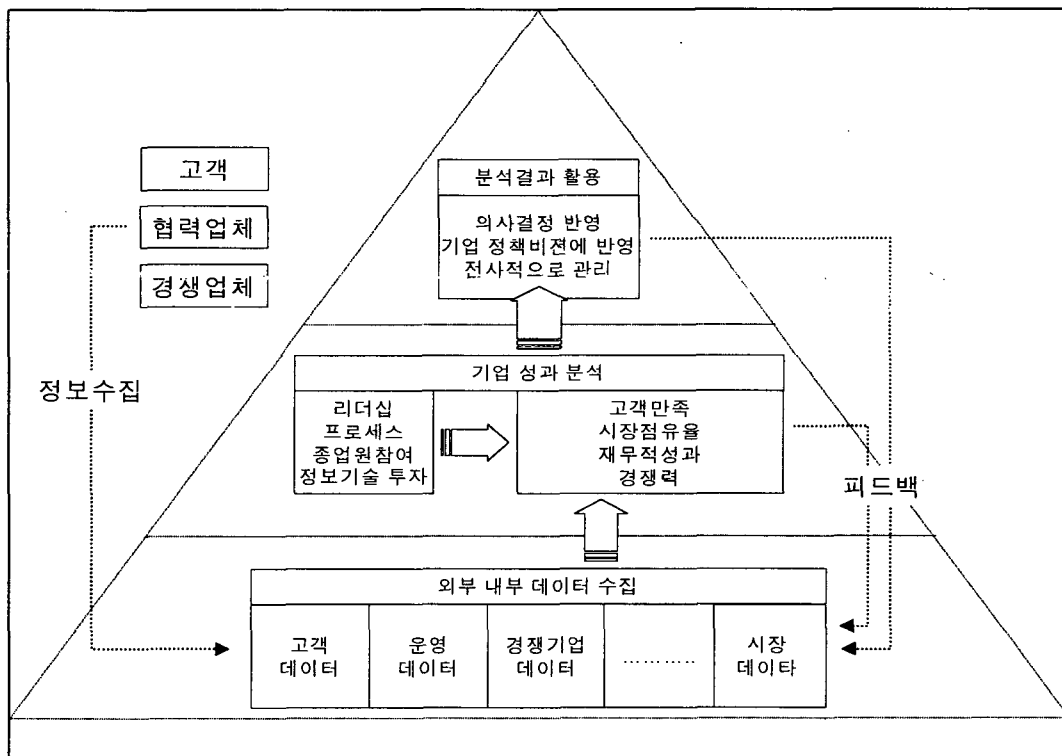 고객
협력업체
경생업체
정보수집
분석결과 활용
의사결정 반영
기업 정책비젼에 반영
전사적으로 관리
기업 성과 분석
리더십
프로세스
종업원참여
정보기술 투자
고객만족
시장점유율
재무적성과
경쟁력
피드백
외부 내부 데이터 수집
고객
데이터
운영
데이터
경쟁기업
데이터
………..
시장
데이타